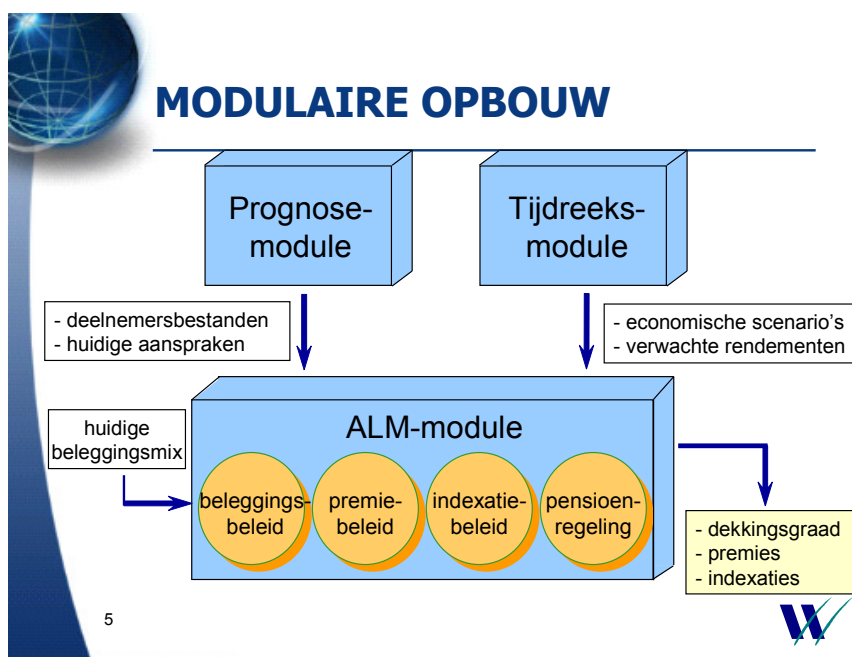 MODULAIRE OPBOUW
Prognose-
module
Tijdreeks-
module
- deelnemersbestanden
- huidige aanspraken
- economische scenario's
- verwachte rendementen
huidige
beleggingsmix
ALM-module
beleggings-
beleid
premie-
beleid
indexatie-
beleid
pensioen-
regeling
- dekkingsgraad
- premies
- indexaties
5